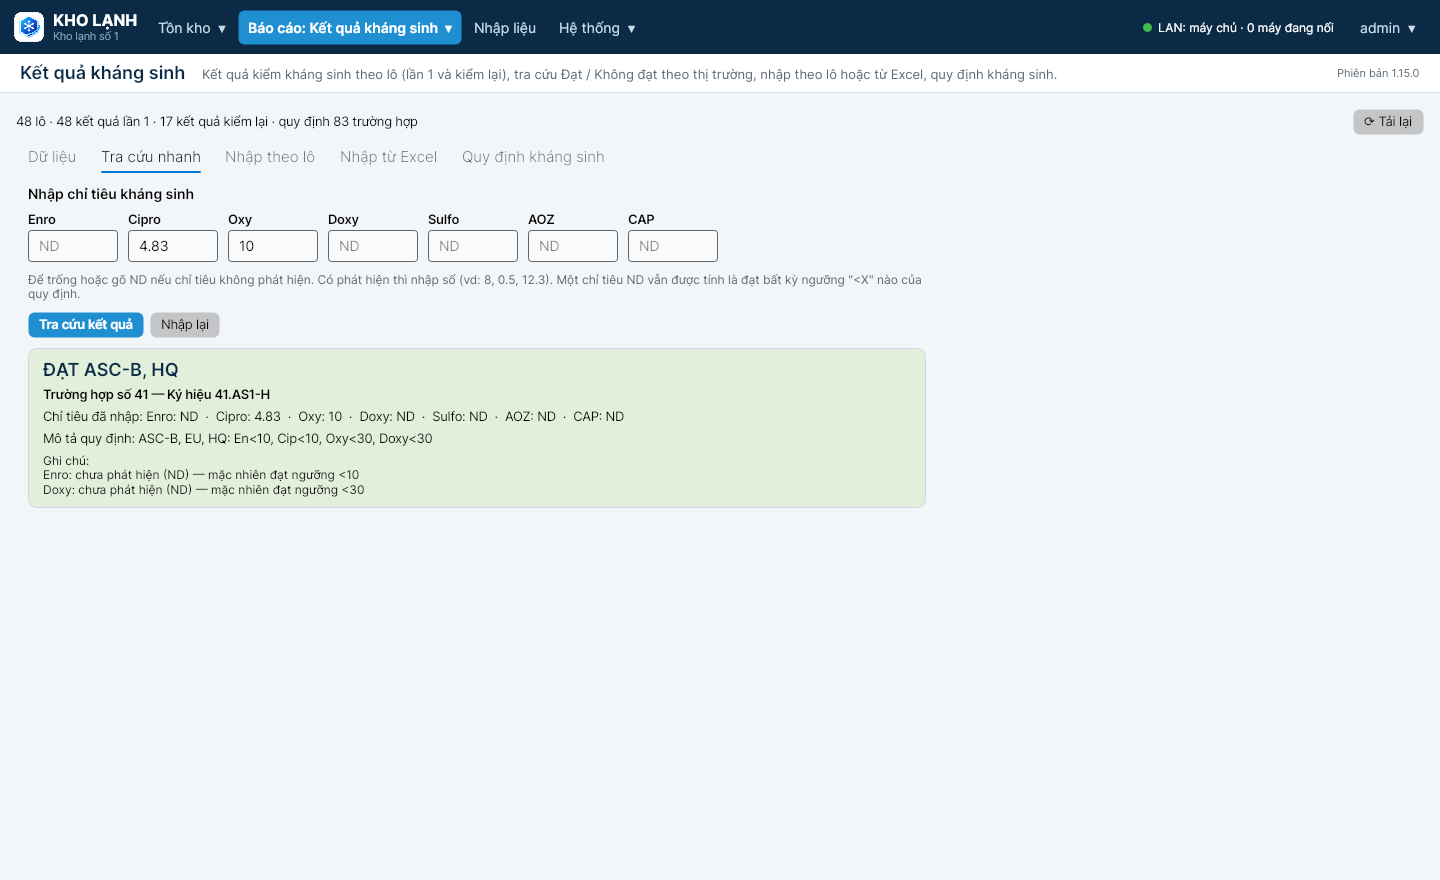 KHO LẠNH
Kho lạnh số 1
Tồn kho ▾
Báo cáo: Kết quả kháng sinh ▾
Nhập liệu
Hệ thống ▾
LAN: máy chủ · 0 máy đang nối
admin ▾
Kết quả kháng sinh
Kết quả kiểm kháng sinh theo lô (lần 1 và kiểm lại), tra cứu Đạt / Không đạt theo thị trường, nhập theo lô hoặc từ Excel, quy định kháng sinh.
Phiên bản 1.15.0
48 lô · 48 kết quả lần 1 · 17 kết quả kiểm lại · quy định 83 trường hợp
⟳ Tải lại
Dữ liệu
Tra cứu nhanh
Nhập theo lô
Nhập từ Excel
Quy định kháng sinh
Nhập chỉ tiêu kháng sinh
Enro Cipro Oxy Doxy Sulfo AOZ CAP
ND 4.83 10 ND ND ND ND
Để trống hoặc gõ ND nếu chỉ tiêu không phát hiện. Có phát hiện thì nhập số (vd: 8, 0.5, 12.3). Một chỉ tiêu ND vẫn được tính là đạt bất kỳ ngưỡng "<X" nào của
quy định.
Tra cứu kết quả
Nhập lại
ĐẠT ASC-B, HQ
Trường hợp số 41 — Ký hiệu 41.AS1-H
Chỉ tiêu đã nhập: Enro: ND · Cipro: 4.83 · Oxy: 10 · Doxy: ND · Sulfo: ND · AOZ: ND · CAP: ND
Mô tả quy định: ASC-B, EU, HQ: En<10, Cip<10, Oxy<30, Doxy<30
Ghi chú:
Enro: chưa phát hiện (ND) — mặc nhiên đạt ngưỡng <10
Doxy: chưa phát hiện (ND) — mặc nhiên đạt ngưỡng <30